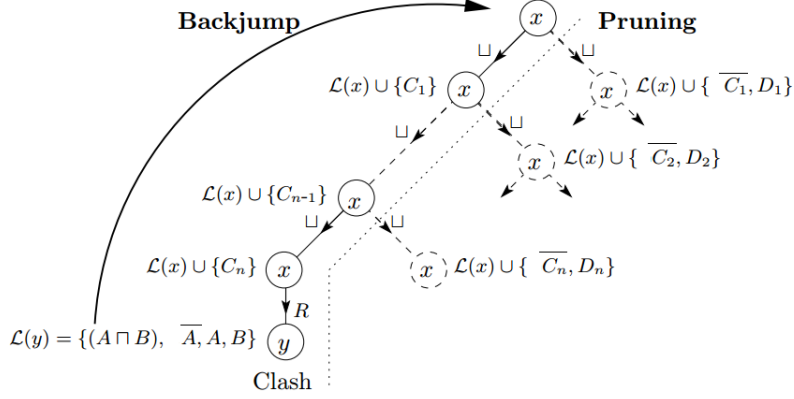 Backjump x Pruning
⊔ ⊔
ℒ(x) ∪ {C₁} x x ℒ(x) ∪ { C̅₁, D₁}
⊔ ⊔
x ℒ(x) ∪ { C̅₂, D₂}
ℒ(x) ∪ {Cₙ₋₁} x
⊔ ⊔
ℒ(x) ∪ {Cₙ} x x ℒ(x) ∪ { C̅ₙ, Dₙ}
R
ℒ(y) = {(A ⊓ B), A̅, A, B} y
Clash